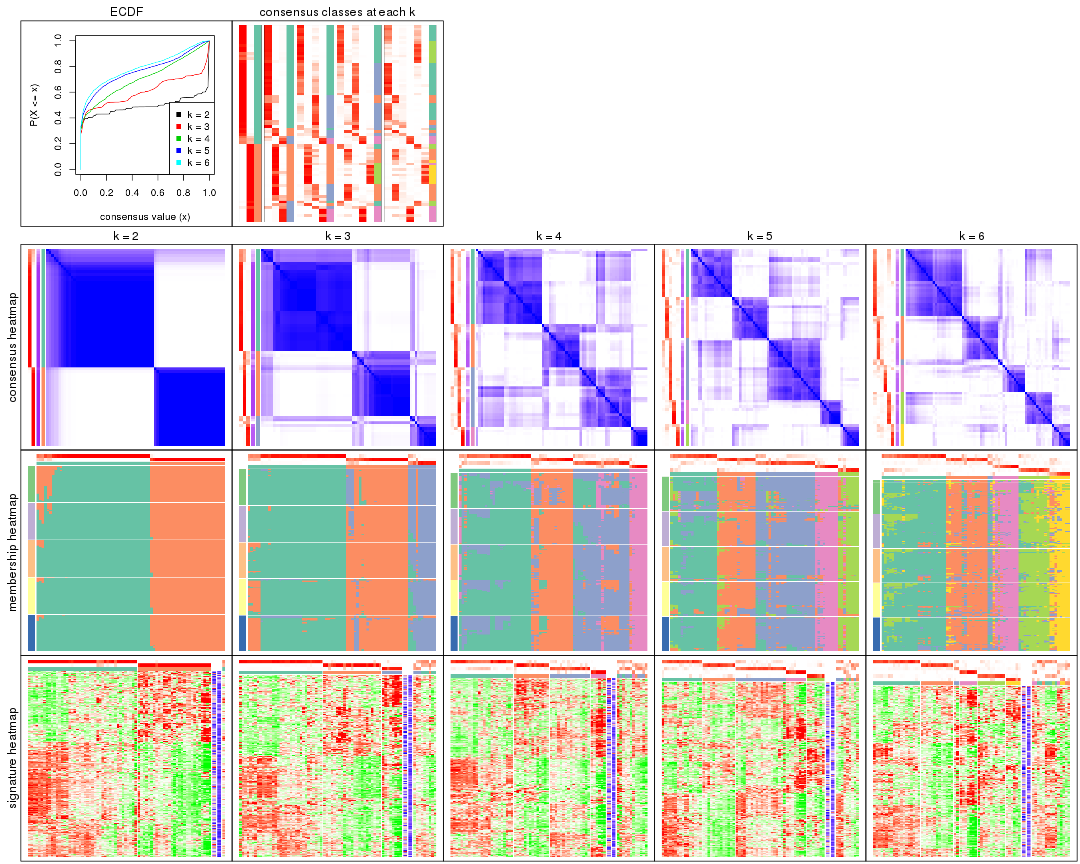 ECDF
consensus classes at each k
P(X <= x)
0.0 0.2 0.4 0.6 0.8 1.0
k = 2
k = 3
k = 4
k = 5
k = 6
0.0 0.2 0.4 0.6 0.8 1.0
consensus value (x)
k = 2
k = 3
k = 4
k = 5
k = 6
consensus heatmap
membership heatmap
signature heatmap